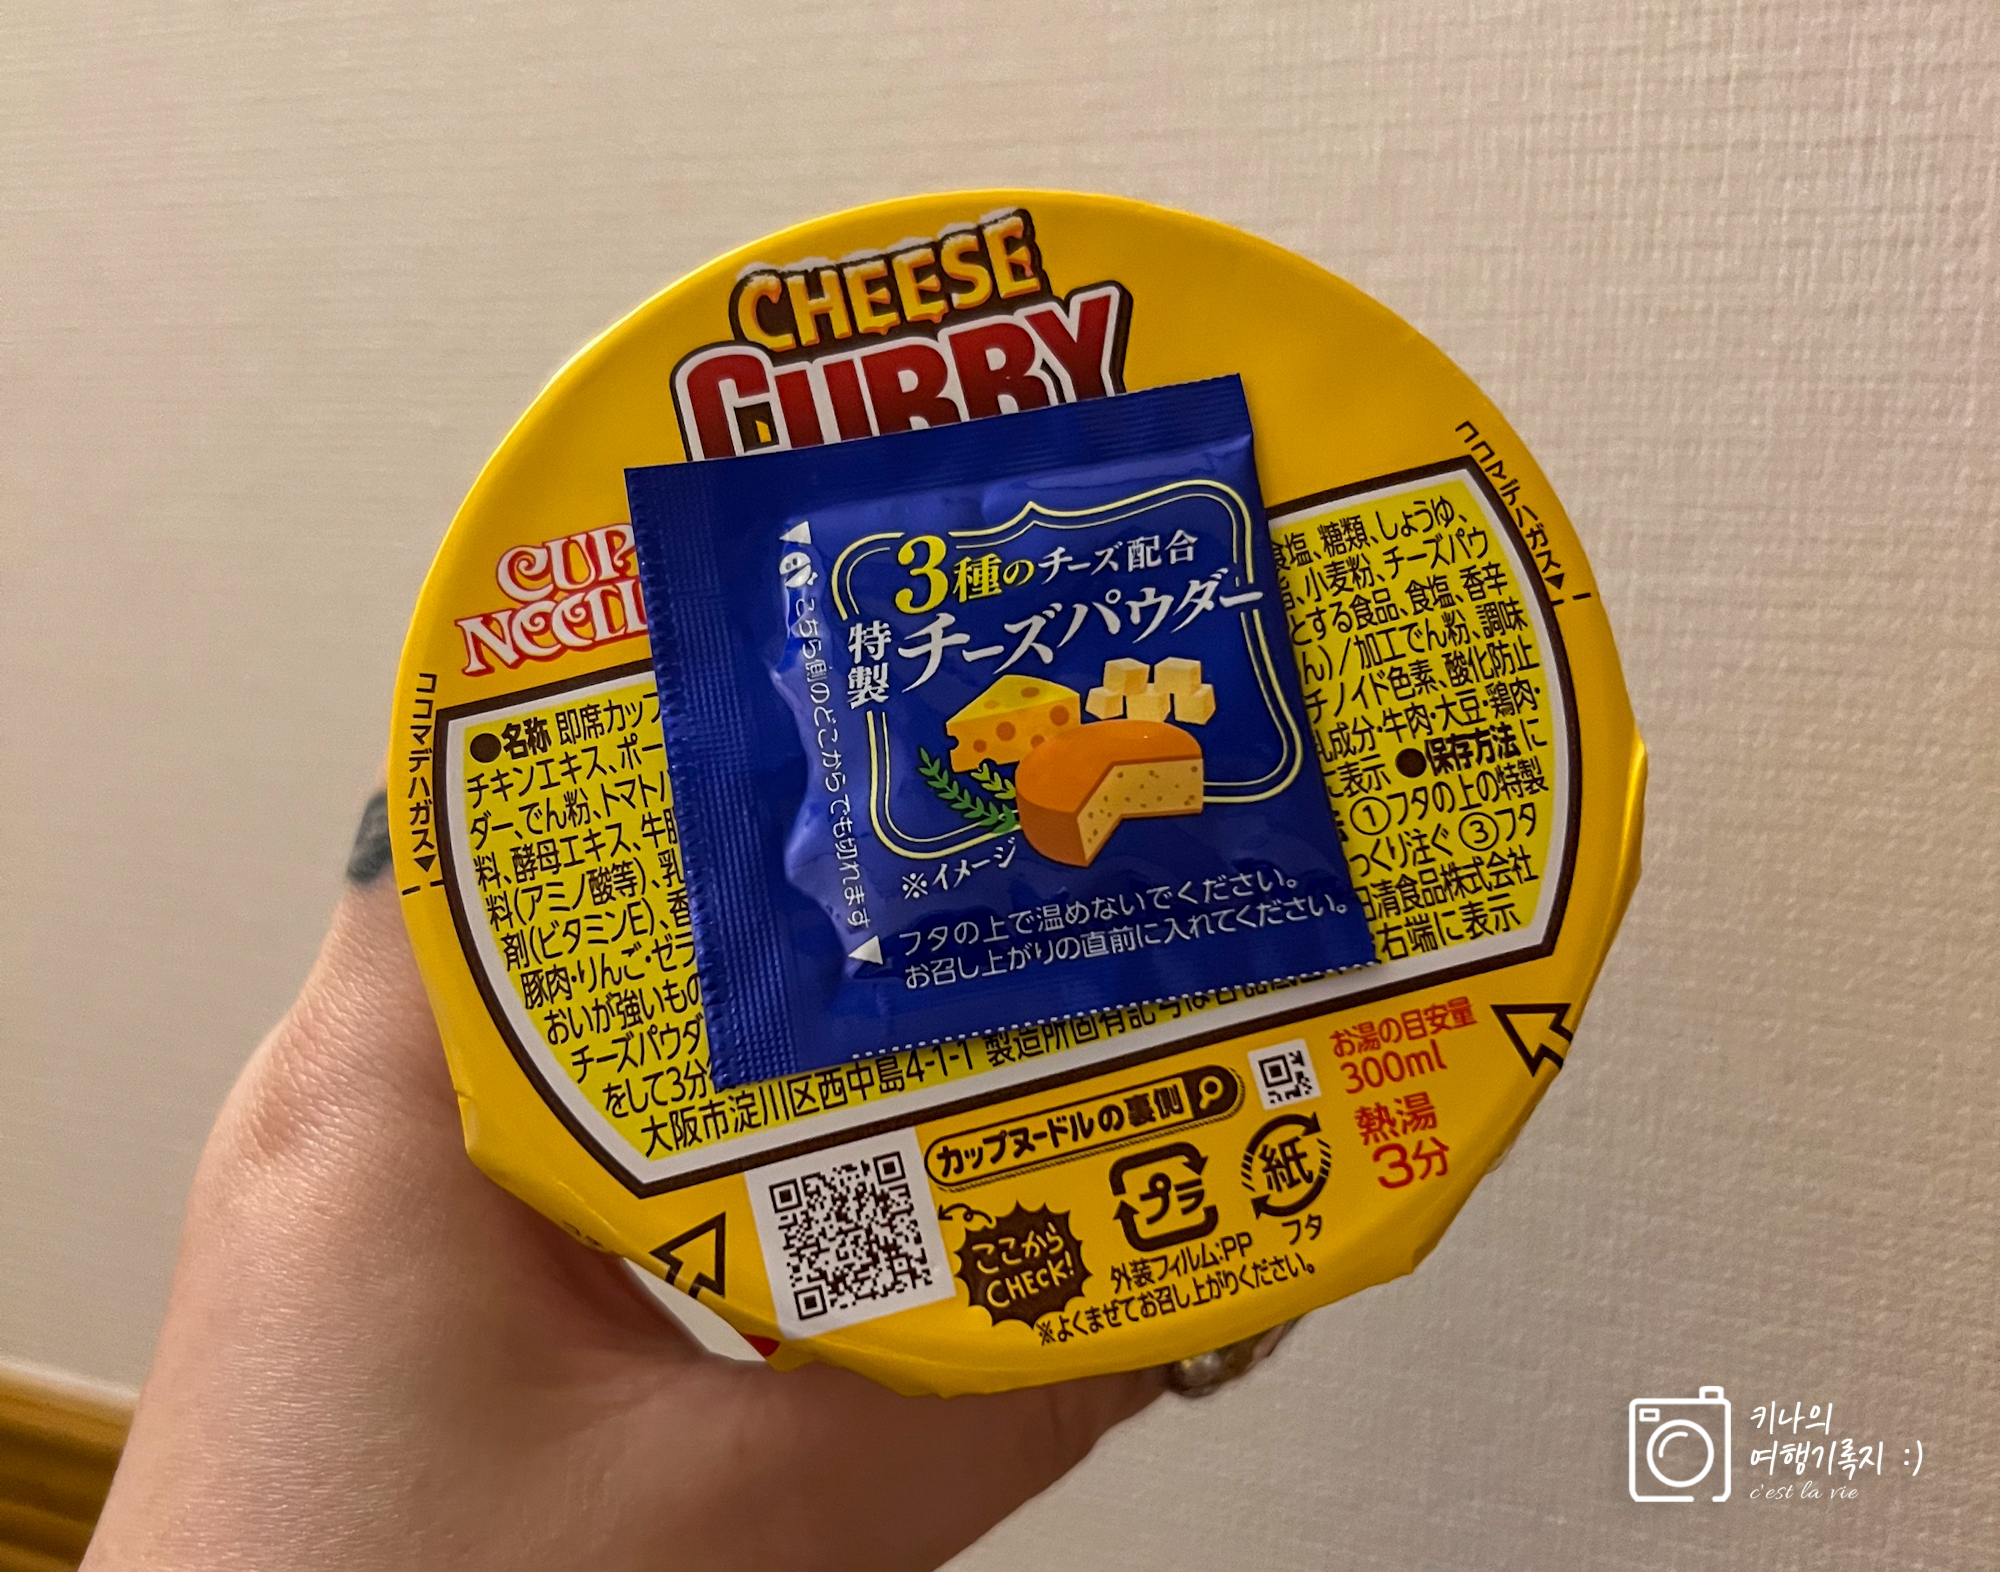 CHEESE
CURRY
CUP
NOODL
ココマデハガス▼
ココマデハガス▼
3種のチーズ配合
特製
チーズパウダー
※イメージ
こちら側のどこからでも切れます
フタの上で温めないでください。
お召し上がりの直前に入れてください。
●名称 即席カップ
チキンエキス、ポー
ダー、でん粉、トマト
料、酵母エキス、牛脂
料(アミノ酸等)、乳
剤(ビタミンE)、香
豚肉・りんご・ゼラ
おいが強いもの
チーズパウダ
をして3分
大阪市淀川区西中島4-1-1 製造所固有記号は
食塩、糖類、しょうゆ、
小麦粉、チーズパウ
とする食品、食塩、香辛
ん)/加工でん粉、調味
チノイド色素、酸化防止
乳成分・牛肉・大豆・鶏肉・
に表示 ●保存方法 に
①フタの上の特製
っくり注ぐ ③フタ
日清食品株式会社
右端に表示
お湯の目安量
300ml
熱湯
3分
カップヌードルの裏側
ここから
CHECK!
プラ
紙
フタ
外装フィルム:PP
※よくまぜてお召し上がりください。
키나의
여행기록지 :)
c'est la vie